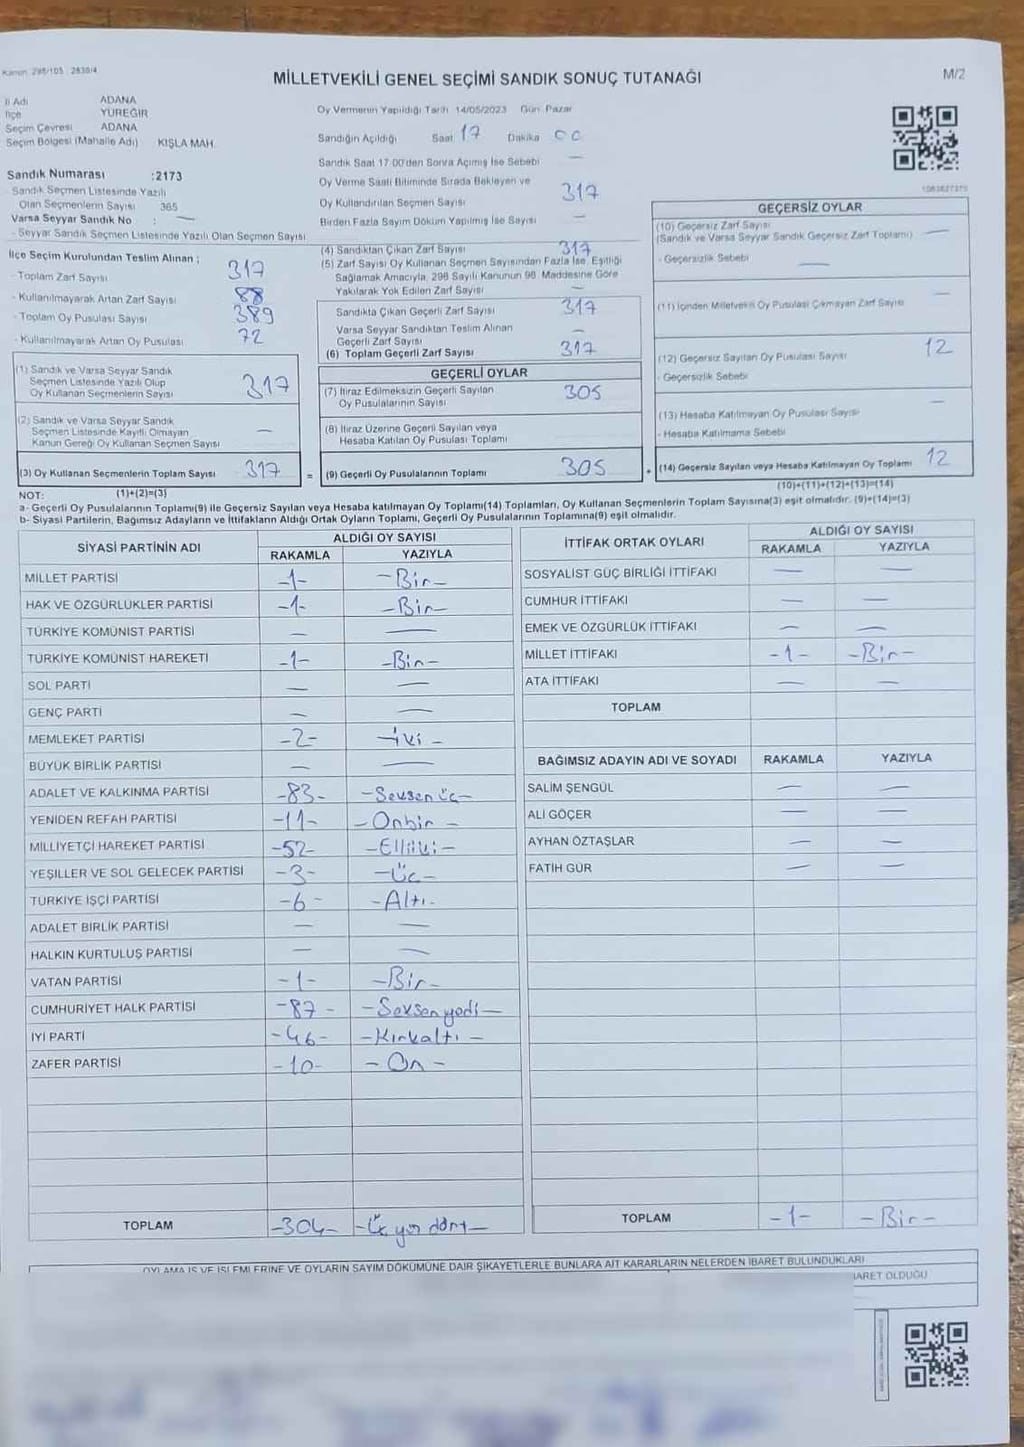 Kanun: 298/105 : 2839/4
MİLLETVEKİLİ GENEL SEÇİMİ SANDIK SONUÇ TUTANAĞI
M/2
İl Adı ADANA
İlçe YÜREĞİR
Seçim Çevresi ADANA
Seçim Bölgesi (Mahalle Adı) KIŞLA MAH.
Sandık Numarası :2173
Sandık Seçmen Listesinde Yazılı
Olan Seçmenlerin Sayısı 365
Varsa Seyyar Sandık No : —
- Seyyar Sandık Seçmen Listesinde Yazılı Olan Seçmen Sayısı
Oy Vermenin Yapıldığı Tarih 14/05/2023 Gün: Pazar
Sandığın Açıldığı Saat 17 Dakika 00
Sandık Saat 17:00'den Sonra Açılmış İse Sebebi —
Oy Verme Saati Bitiminde Sırada Bekleyen ve
Oy Kullandırılan Seçmen Sayısı 317
Birden Fazla Sayım Döküm Yapılmış İse Sayısı —
İlçe Seçim Kurulundan Teslim Alınan ;
- Toplam Zarf Sayısı 317
- Kullanılmayarak Artan Zarf Sayısı 88
- Toplam Oy Pusulası Sayısı 389
- Kullanılmayarak Artan Oy Pusulası 72
(4) Sandıktan Çıkan Zarf Sayısı 317
(5) Zarf Sayısı Oy Kullanan Seçmen Sayısından Fazla İse, Eşitliği
Sağlamak Amacıyla, 298 Sayılı Kanunun 98. Maddesine Göre
Yakılarak Yok Edilen Zarf Sayısı —
Sandıkta Çıkan Geçerli Zarf Sayısı 317
Varsa Seyyar Sandıktan Teslim Alınan
Geçerli Zarf Sayısı —
(6) Toplam Geçerli Zarf Sayısı 317
GEÇERSİZ OYLAR
(10) Geçersiz Zarf Sayısı
(Sandık ve Varsa Seyyar Sandık Geçersiz Zarf Toplamı) —
- Geçersizlik Sebebi —
(11) İçinden Milletvekili Oy Pusulası Çıkmayan Zarf Sayısı —
(12) Geçersiz Sayılan Oy Pusulası Sayısı 12
- Geçersizlik Sebebi
(13) Hesaba Katılmayan Oy Pusulası Sayısı —
- Hesaba Katılmama Sebebi
(1) Sandık ve Varsa Seyyar Sandık
Seçmen Listesinde Yazılı Olup
Oy Kullanan Seçmenlerin Sayısı 317
(2) Sandık ve Varsa Seyyar Sandık
Seçmen Listesinde Kayıtlı Olmayan
Kanun Gereği Oy Kullanan Seçmen Sayısı —
GEÇERLİ OYLAR
(7) İtiraz Edilmeksizin Geçerli Sayılan
Oy Pusulalarının Sayısı 305
(8) İtiraz Üzerine Geçerli Sayılan veya
Hesaba Katılan Oy Pusulası Toplamı
(3) Oy Kullanan Seçmenlerin Toplam Sayısı 317 = (9) Geçerli Oy Pusulalarının Toplamı 305 + (14) Geçersiz Sayılan veya Hesaba Katılmayan Oy Toplamı 12
NOT: (1)+(2)=(3) (10)+(11)+(12)+(13)=(14)
a- Geçerli Oy Pusulalarının Toplamı(9) ile Geçersiz Sayılan veya Hesaba katılmayan Oy Toplamı(14) Toplamları, Oy Kullanan Seçmenlerin Toplam Sayısına(3) eşit olmalıdır. (9)+(14)=(3)
b- Siyasi Partilerin, Bağımsız Adayların ve İttifakların Aldığı Ortak Oyların Toplamı, Geçerli Oy Pusulalarının Toplamına(9) eşit olmalıdır.
SİYASİ PARTİNİN ADI ALDIĞI OY SAYISI
RAKAMLA YAZIYLA
MİLLET PARTİSİ -1- -Bir-
HAK VE ÖZGÜRLÜKLER PARTİSİ -1- -Bir-
TÜRKİYE KOMÜNİST PARTİSİ — —
TÜRKİYE KOMÜNİST HAREKETİ -1- -Bir-
SOL PARTİ — —
GENÇ PARTİ — —
MEMLEKET PARTİSİ -2- -iki-
BÜYÜK BİRLİK PARTİSİ — —
ADALET VE KALKINMA PARTİSİ -83- -Seksen üç-
YENİDEN REFAH PARTİSİ -11- -Onbir-
MİLLİYETÇİ HAREKET PARTİSİ -52- -Elliiki-
YEŞİLLER VE SOL GELECEK PARTİSİ -3- -Üç-
TÜRKİYE İŞÇİ PARTİSİ -6- -Altı-
ADALET BİRLİK PARTİSİ — —
HALKIN KURTULUŞ PARTİSİ — —
VATAN PARTİSİ -1- -Bir-
CUMHURİYET HALK PARTİSİ -87- -Seksen yedi-
İYİ PARTİ -46- -Kırkaltı-
ZAFER PARTİSİ -10- -On-
TOPLAM -304- -Üç yüz dört-
İTTİFAK ORTAK OYLARI ALDIĞI OY SAYISI
RAKAMLA YAZIYLA
SOSYALİST GÜÇ BİRLİĞİ İTTİFAKI — —
CUMHUR İTTİFAKI — —
EMEK VE ÖZGÜRLÜK İTTİFAKI — —
MİLLET İTTİFAKI -1- -Bir-
ATA İTTİFAKI — —
TOPLAM
BAĞIMSIZ ADAYIN ADI VE SOYADI RAKAMLA YAZIYLA
SALİM ŞENGÜL — —
ALİ GÖÇER — —
AYHAN ÖZTAŞLAR — —
FATİH GÜR — —
TOPLAM -1- -Bir-
OYLAMA İŞ VE İŞLEMLERİNE VE OYLARIN SAYIM DÖKÜMÜNE DAİR ŞİKAYETLERLE BUNLARA AİT KARARLARIN NELERDEN İBARET BULUNDUKLARI
İBARET OLDUĞU